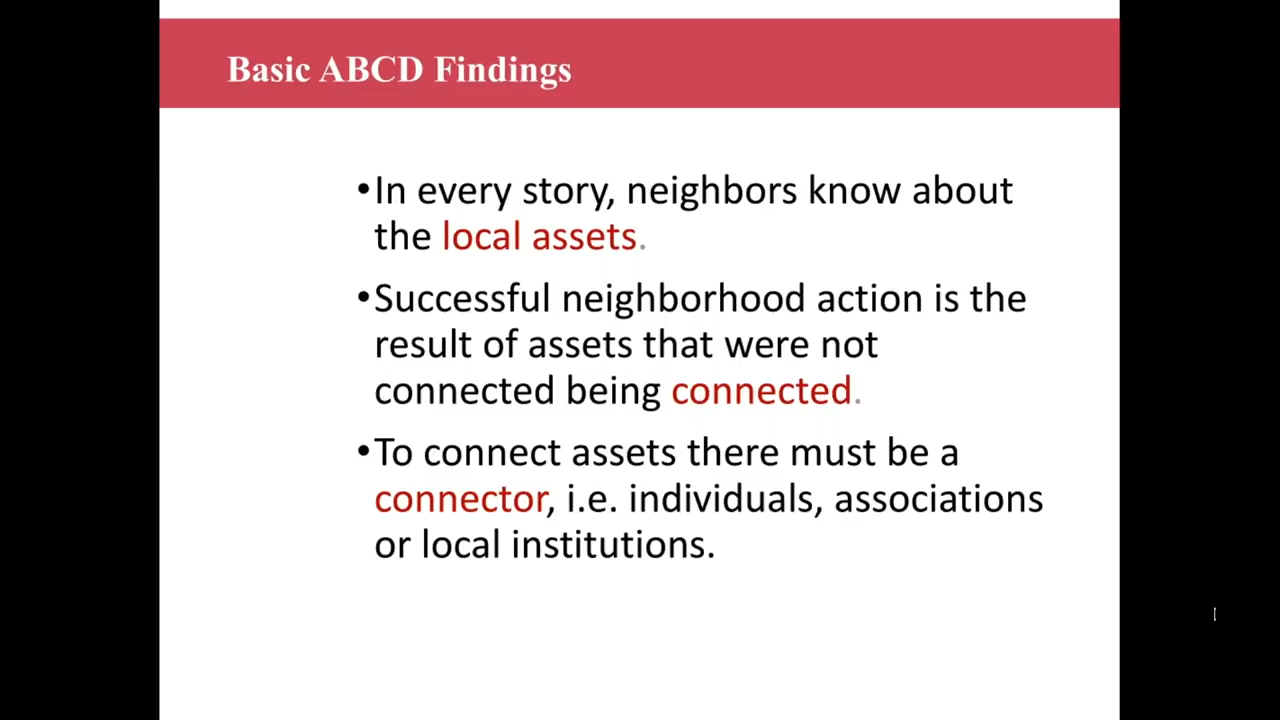 Basic ABCD Findings
•In every story, neighbors know about
the local assets.
•Successful neighborhood action is the
result of assets that were not
connected being connected.
•To connect assets there must be a
connector, i.e. individuals, associations
or local institutions.